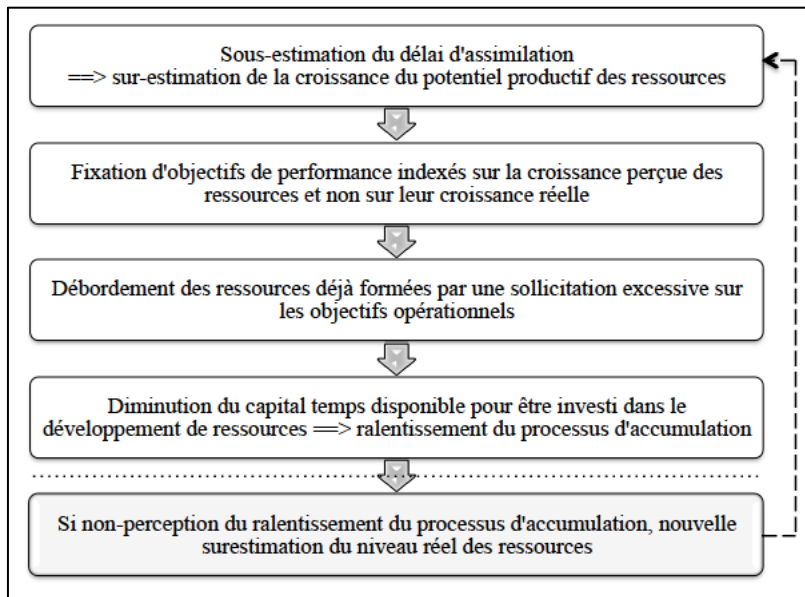 Sous-estimation du délai d'assimilation
==> sur-estimation de la croissance du potentiel productif des ressources
Fixation d'objectifs de performance indexés sur la croissance perçue des
ressources et non sur leur croissance réelle
Débordement des ressources déjà formées par une sollicitation excessive sur
les objectifs opérationnels
Diminution du capital temps disponible pour être investi dans le
développement de ressources ==> ralentissement du processus d'accumulation
Si non-perception du ralentissement du processus d'accumulation, nouvelle
surestimation du niveau réel des ressources